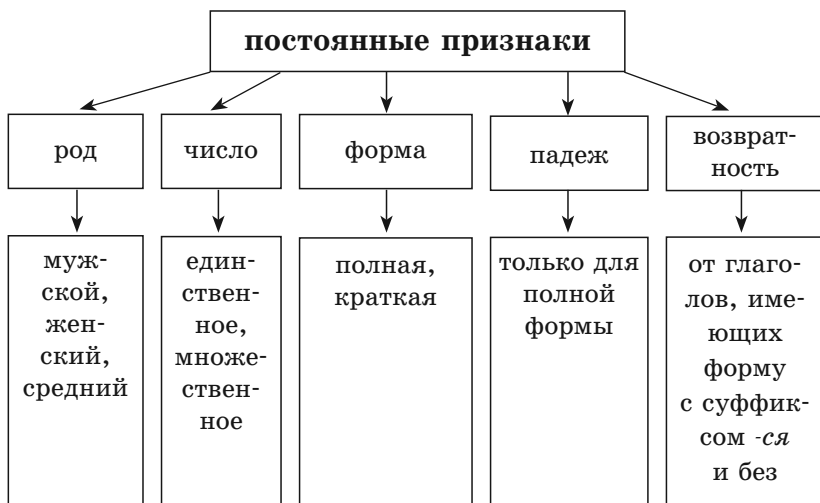 постоянные признаки
род
число
форма
падеж
возврат-
ность
муж-
ской,
жен-
ский,
средний
един-
ствен-
ное,
множе-
ствен-
ное
полная,
краткая
только для
полной
формы
от глаго-
лов, име-
ющих
форму
с суффик-
сом -ся
и без